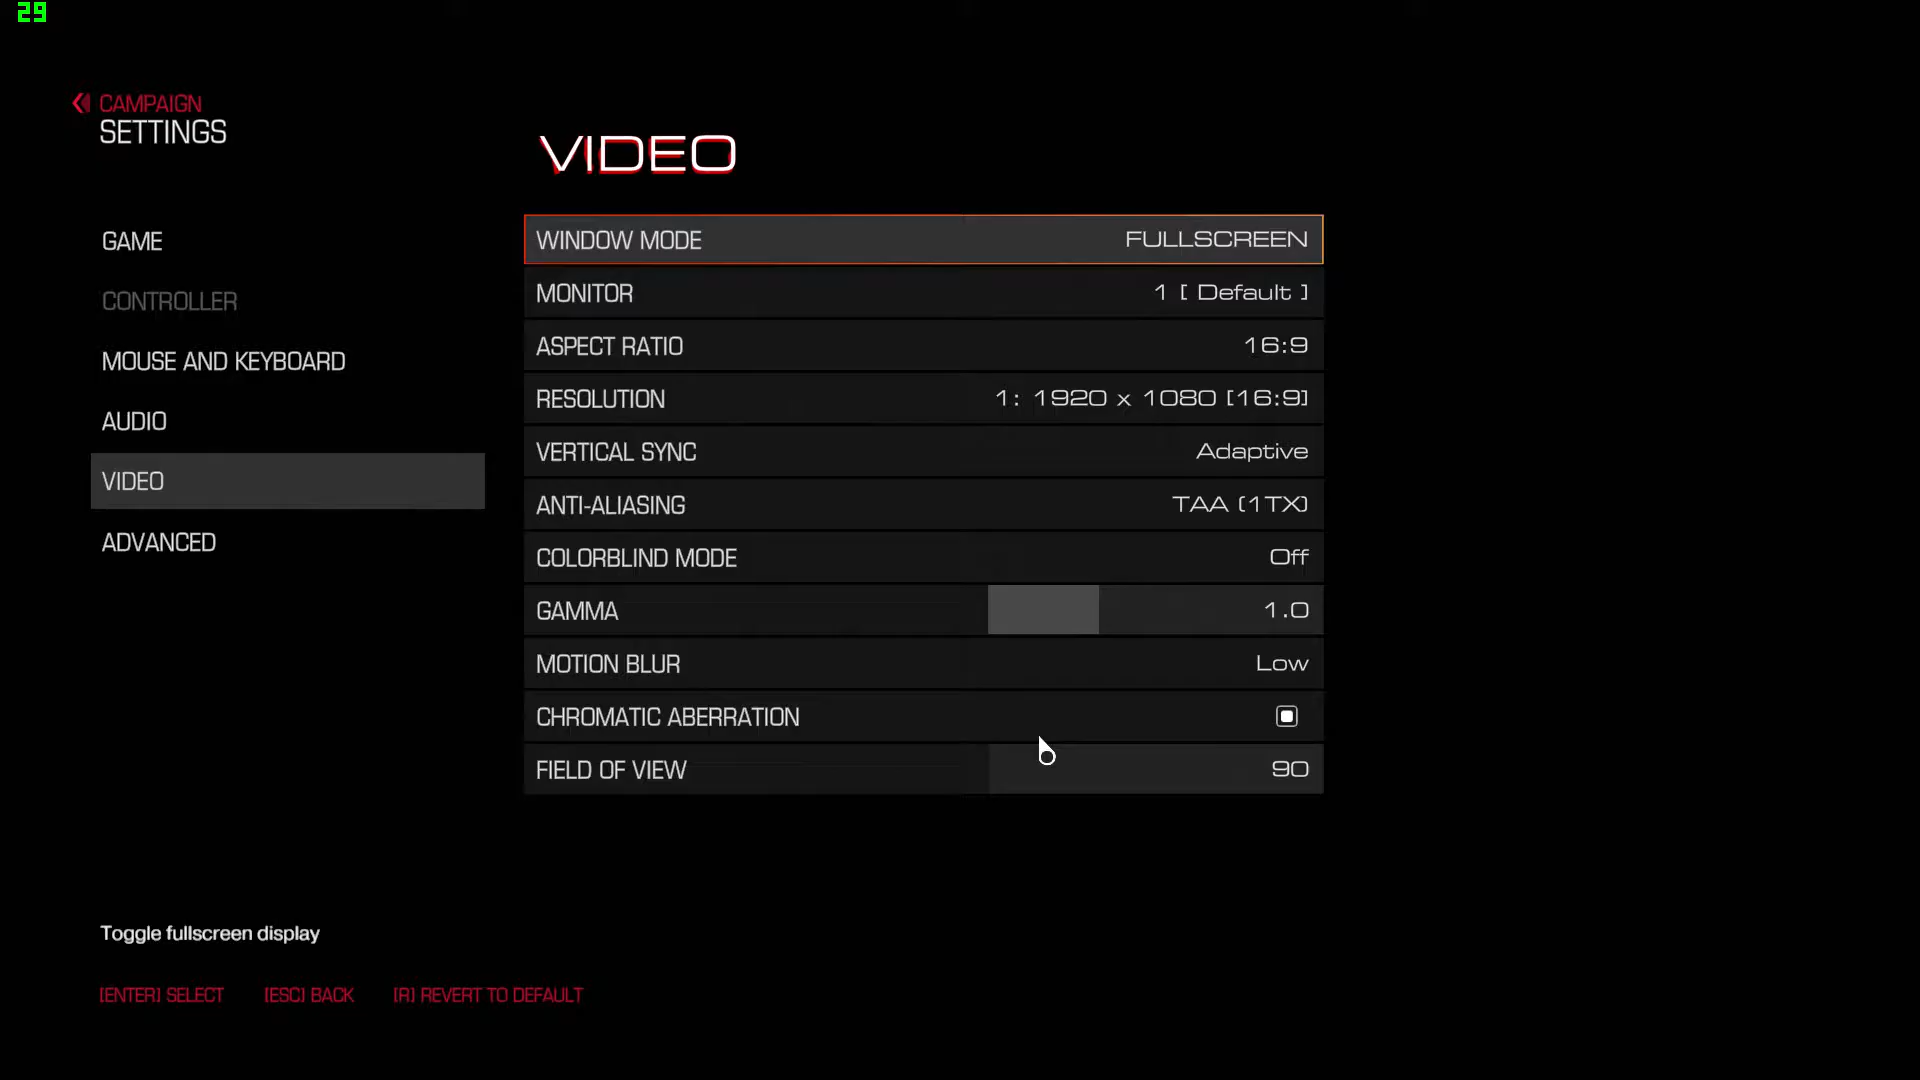 29
CAMPAIGN
SETTINGS
VIDEO
GAME
CONTROLLER
MOUSE AND KEYBOARD
AUDIO
VIDEO
ADVANCED
WINDOW MODE FULLSCREEN
MONITOR 1 [ Default ]
ASPECT RATIO 16:9
RESOLUTION 1: 1920 x 1080 [16:9]
VERTICAL SYNC Adaptive
ANTI-ALIASING TAA (1TX)
COLORBLIND MODE Off
GAMMA 1.0
MOTION BLUR Low
CHROMATIC ABERRATION
FIELD OF VIEW 90
Toggle fullscreen display
[ENTER] SELECT [ESC] BACK [R] REVERT TO DEFAULT